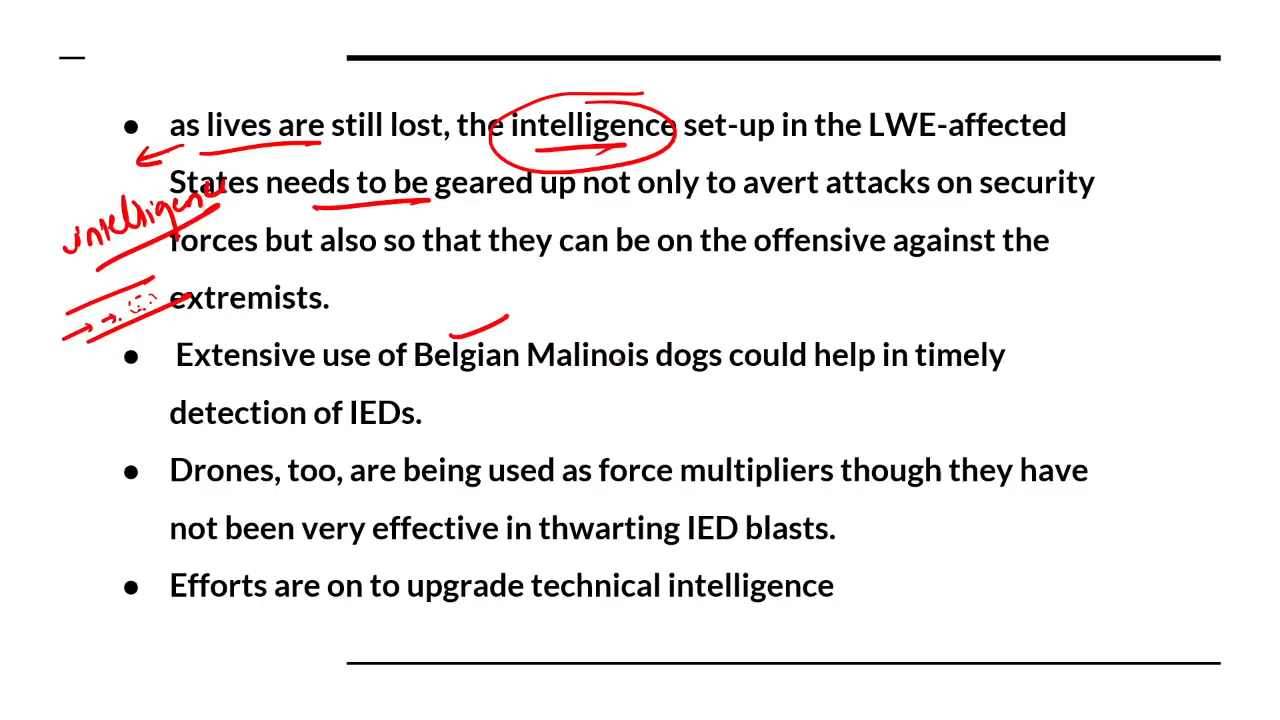 ● as lives are still lost, the intelligence set-up in the LWE-affected
States needs to be geared up not only to avert attacks on security
intelligence
forces but also so that they can be on the offensive against the
extremists.
● Extensive use of Belgian Malinois dogs could help in timely
detection of IEDs.
● Drones, too, are being used as force multipliers though they have
not been very effective in thwarting IED blasts.
● Efforts are on to upgrade technical intelligence